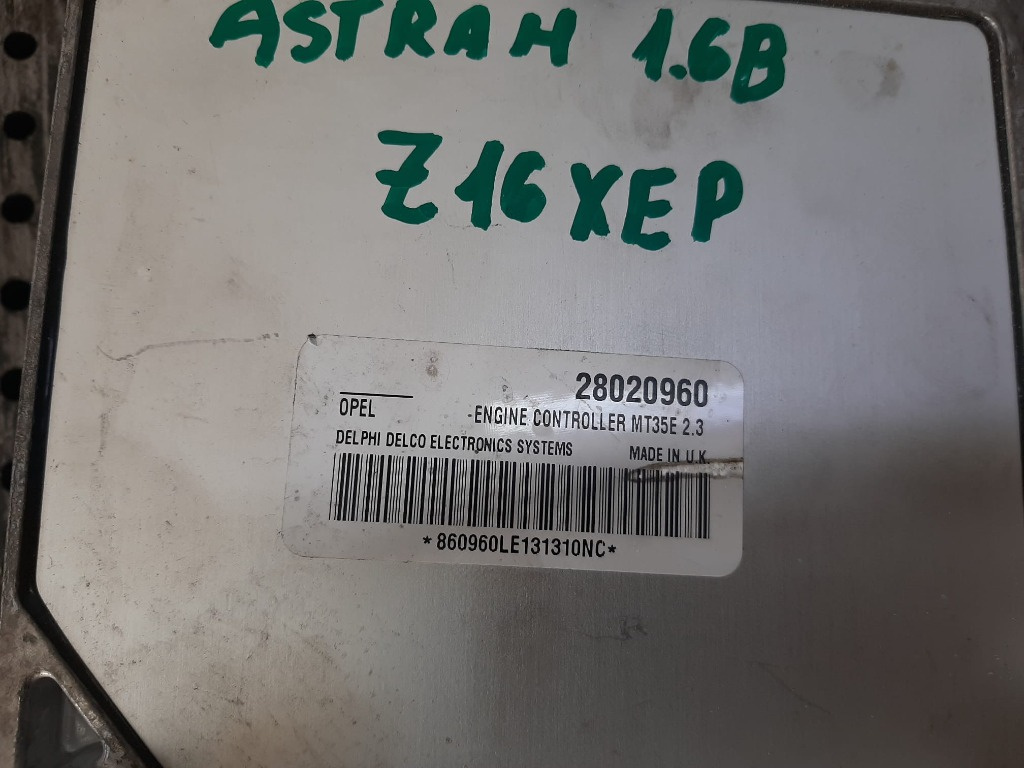 ASTRA H 1.6B
Z16XEP
28020960
OPEL -ENGINE CONTROLLER MT35E 2.3
DELPHI DELCO ELECTRONICS SYSTEMS MADE IN U.K.
*860960LE131310NC*